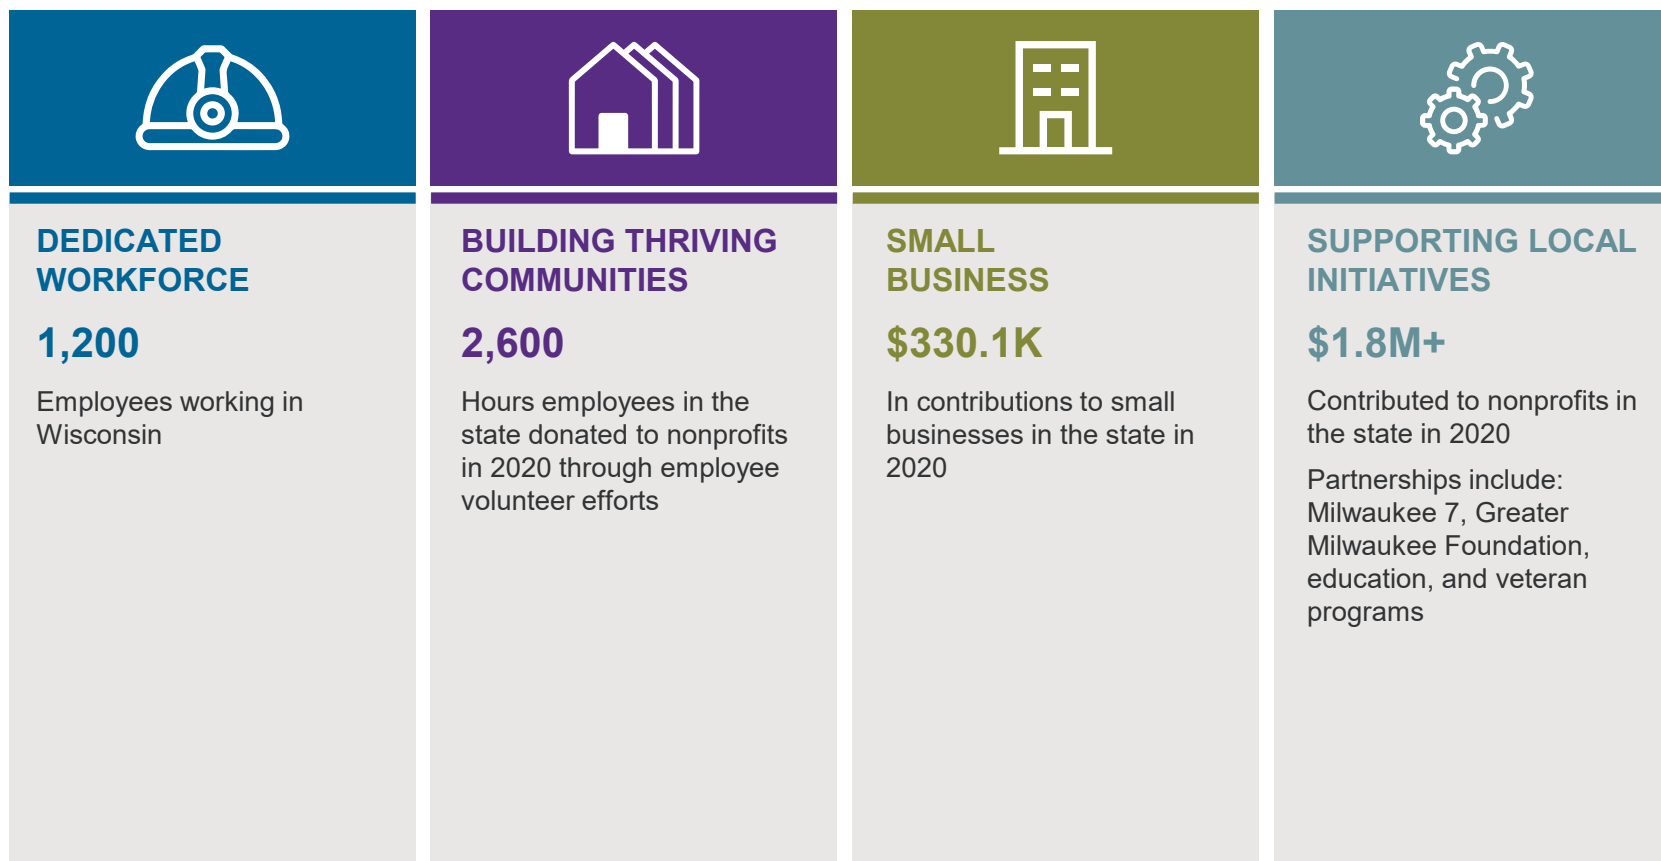 DEDICATED
WORKFORCE
1,200
Employees working in
Wisconsin
BUILDING THRIVING
COMMUNITIES
2,600
Hours employees in the
state donated to nonprofits
in 2020 through employee
volunteer efforts
SMALL
BUSINESS
$330.1K
In contributions to small
businesses in the state in
2020
SUPPORTING LOCAL
INITIATIVES
$1.8M+
Contributed to nonprofits in
the state in 2020
Partnerships include:
Milwaukee 7, Greater
Milwaukee Foundation,
education, and veteran
programs